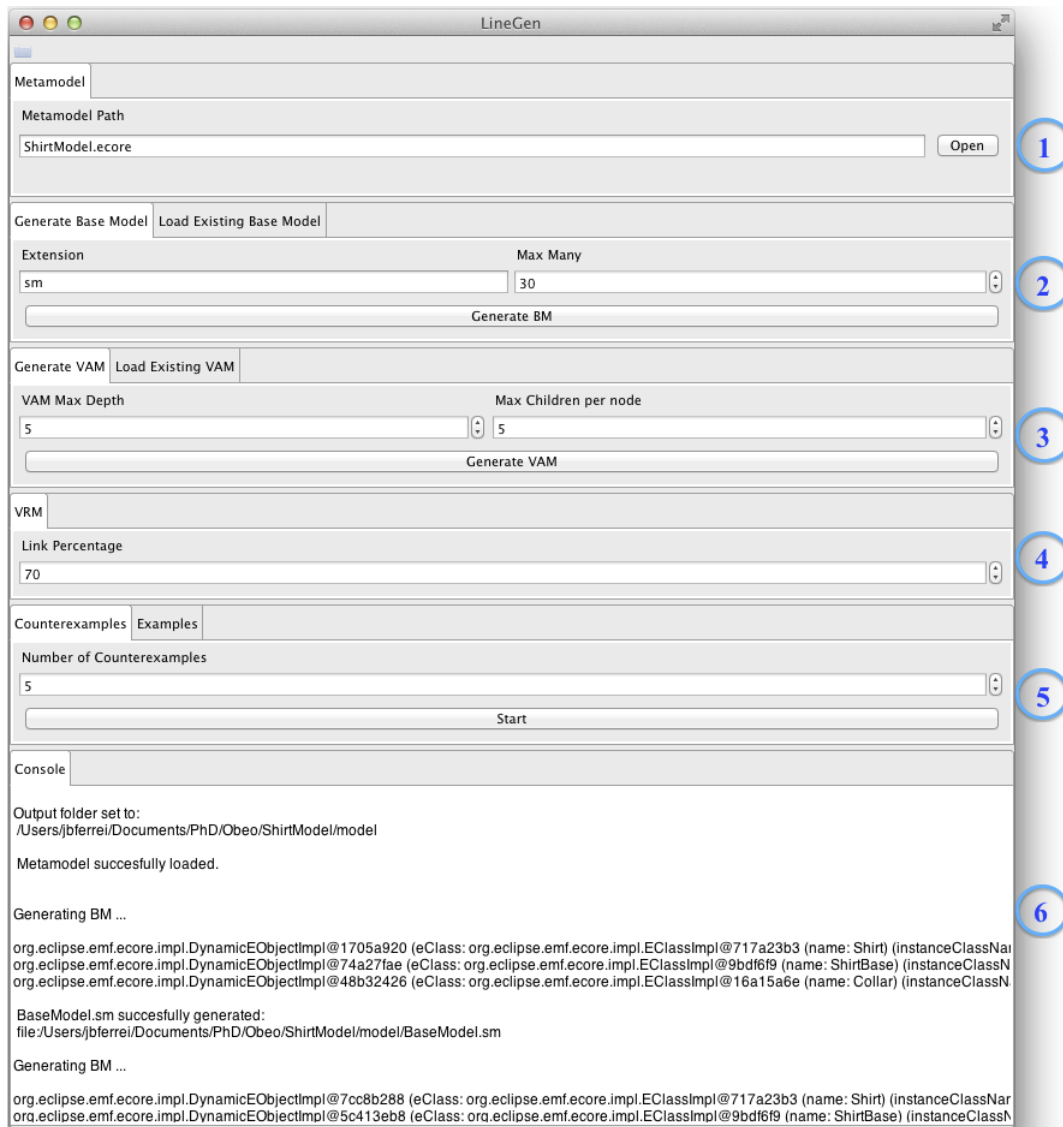 LineGen
Metamodel
Metamodel Path
ShirtModel.ecore
Open
1
Generate Base Model
Load Existing Base Model
Extension
Max Many
sm
30
2
Generate BM
Generate VAM
Load Existing VAM
VAM Max Depth
Max Children per node
5
5
3
Generate VAM
VRM
Link Percentage
70
4
Counterexamples
Examples
Number of Counterexamples
5
5
Start
Console
Output folder set to:
/Users/jbferrei/Documents/PhD/Obeo/ShirtModel/model
Metamodel succesfully loaded.
6
Generating BM ...
org.eclipse.emf.ecore.impl.DynamicEObjectImpl@1705a920 (eClass: org.eclipse.emf.ecore.impl.EClassImpl@717a23b3 (name: Shirt) (instanceClassNar
org.eclipse.emf.ecore.impl.DynamicEObjectImpl@74a27fae (eClass: org.eclipse.emf.ecore.impl.EClassImpl@9bdf6f9 (name: ShirtBase) (instanceClassN
org.eclipse.emf.ecore.impl.DynamicEObjectImpl@48b32426 (eClass: org.eclipse.emf.ecore.impl.EClassImpl@16a15a6e (name: Collar) (instanceClassN
BaseModel.sm succesfully generated:
file:/Users/jbferrei/Documents/PhD/Obeo/ShirtModel/model/BaseModel.sm
Generating BM ...
org.eclipse.emf.ecore.impl.DynamicEObjectImpl@7cc8b288 (eClass: org.eclipse.emf.ecore.impl.EClassImpl@717a23b3 (name: Shirt) (instanceClassNar
org.eclipse.emf.ecore.impl.DynamicEObjectImpl@5c413eb8 (eClass: org.eclipse.emf.ecore.impl.EClassImpl@9bdf6f9 (name: ShirtBase) (instanceClassN